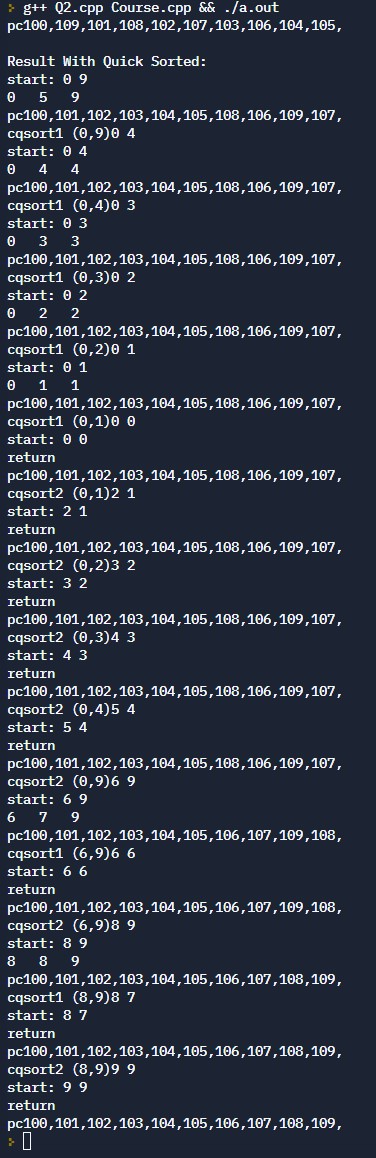 > g++ Q2.cpp Course.cpp && ./a.out
pc100,109,101,108,102,107,103,106,104,105,
Result With Quick Sorted:
start: 0 9
0   5   9
pc100,101,102,103,104,105,108,106,109,107,
cqsort1 (0,9)0 4
start: 0 4
0   4   4
pc100,101,102,103,104,105,108,106,109,107,
cqsort1 (0,4)0 3
start: 0 3
0   3   3
pc100,101,102,103,104,105,108,106,109,107,
cqsort1 (0,3)0 2
start: 0 2
0   2   2
pc100,101,102,103,104,105,108,106,109,107,
cqsort1 (0,2)0 1
start: 0 1
0   1   1
pc100,101,102,103,104,105,108,106,109,107,
cqsort1 (0,1)0 0
start: 0 0
return
pc100,101,102,103,104,105,108,106,109,107,
cqsort2 (0,1)2 1
start: 2 1
return
pc100,101,102,103,104,105,108,106,109,107,
cqsort2 (0,2)3 2
start: 3 2
return
pc100,101,102,103,104,105,108,106,109,107,
cqsort2 (0,3)4 3
start: 4 3
return
pc100,101,102,103,104,105,108,106,109,107,
cqsort2 (0,4)5 4
start: 5 4
return
pc100,101,102,103,104,105,108,106,109,107,
cqsort2 (0,9)6 9
start: 6 9
6   7   9
pc100,101,102,103,104,105,106,107,109,108,
cqsort1 (6,9)6 6
start: 6 6
return
pc100,101,102,103,104,105,106,107,109,108,
cqsort2 (6,9)8 9
start: 8 9
8   8   9
pc100,101,102,103,104,105,106,107,108,109,
cqsort1 (8,9)8 7
start: 8 7
return
pc100,101,102,103,104,105,106,107,108,109,
cqsort2 (8,9)9 9
start: 9 9
return
pc100,101,102,103,104,105,106,107,108,109,
>